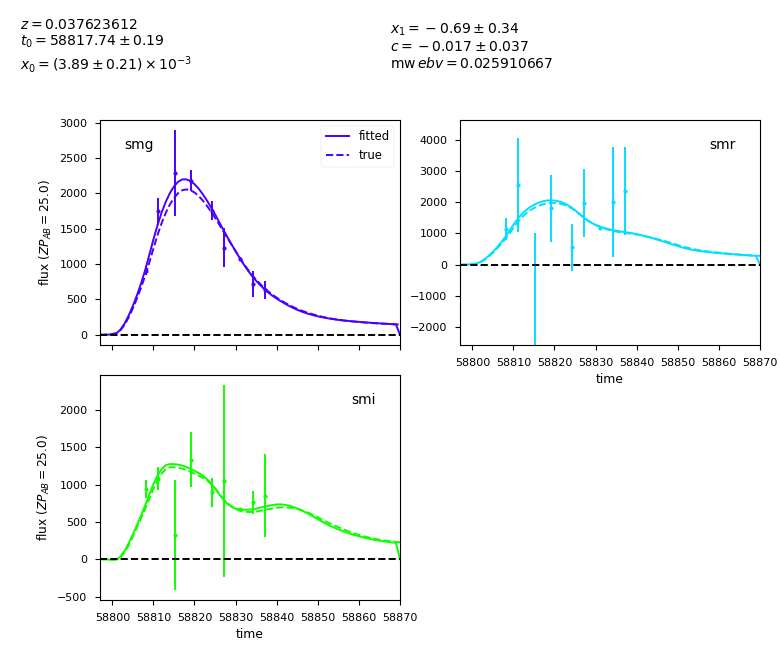 z = 0.037623612
t₀ = 58817.74 ± 0.19
x₀ = (3.89 ± 0.21) × 10⁻³
x₁ = −0.69 ± 0.34
c = −0.017 ± 0.037
mw ebv = 0.025910667
smg
fitted
true
3000
2500
2000
1500
1000
500
0
flux (ZP_AB = 25.0)
smr
4000
3000
2000
1000
0
−1000
−2000
58800 58810 58820 58830 58840 58850 58860 58870
time
smi
2000
1500
1000
500
0
−500
flux (ZP_AB = 25.0)
58800 58810 58820 58830 58840 58850 58860 58870
time